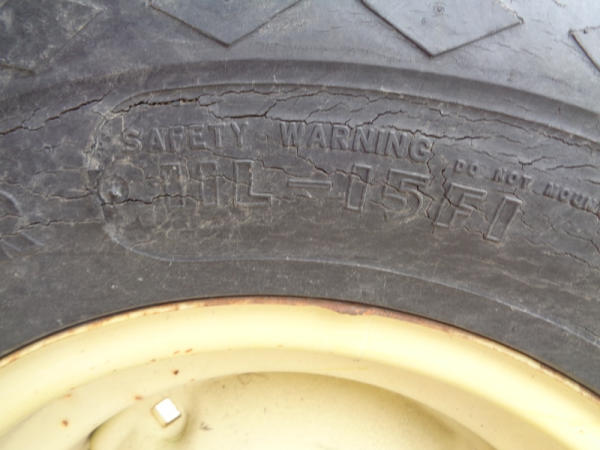 SAFETY WARNING
DO NOT MOUN
11L-15FI